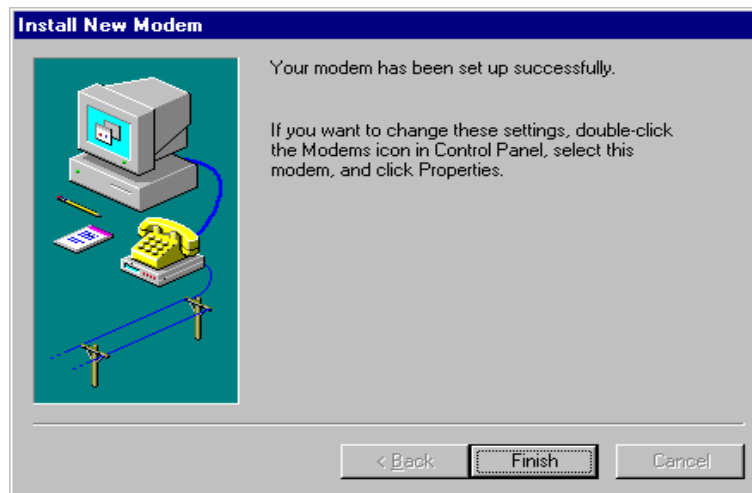 Install New Modem
Your modem has been set up successfully.
If you want to change these settings, double-click
the Modems icon in Control Panel, select this
modem, and click Properties.
< Back
Finish
Cancel